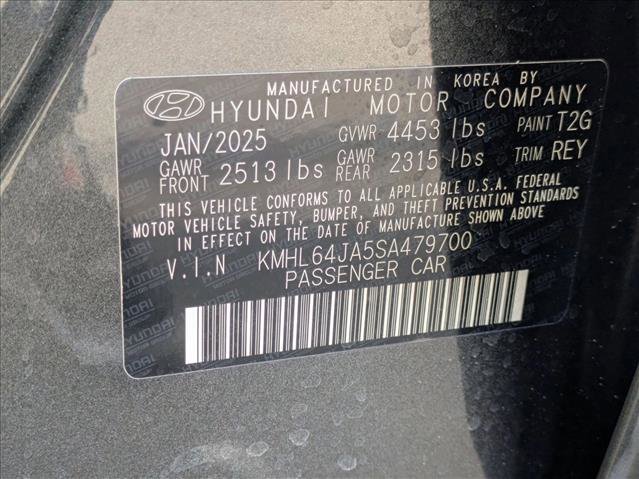 MANUFACTURED IN KOREA BY
HYUNDAI MOTOR COMPANY
JAN/2025 GVWR 4453 lbs PAINT T2G
GAWR FRONT 2513 lbs GAWR REAR 2315 lbs TRIM REY
THIS VEHICLE CONFORMS TO ALL APPLICABLE U.S.A. FEDERAL
MOTOR VEHICLE SAFETY, BUMPER, AND THEFT PREVENTION STANDARDS
IN EFFECT ON THE DATE OF MANUFACTURE SHOWN ABOVE
V.I.N KMHL64JA5SA479700
PASSENGER CAR